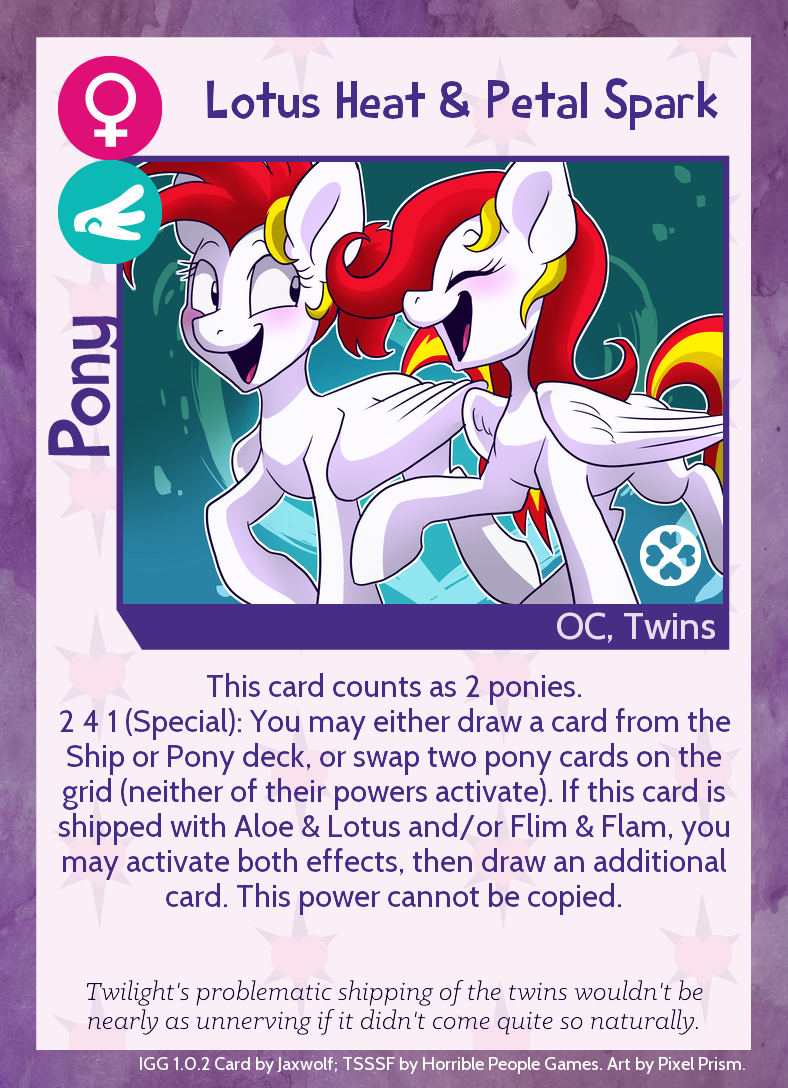 Lotus Heat & Petal Spark
Pony
OC, Twins
This card counts as 2 ponies.
2 4 1 (Special): You may either draw a card from the
Ship or Pony deck, or swap two pony cards on the
grid (neither of their powers activate). If this card is
shipped with Aloe & Lotus and/or Flim & Flam, you
may activate both effects, then draw an additional
card. This power cannot be copied.
Twilight's problematic shipping of the twins wouldn't be
nearly as unnerving if it didn't come quite so naturally.
IGG 1.0.2 Card by Jaxwolf; TSSSF by Horrible People Games. Art by Pixel Prism.